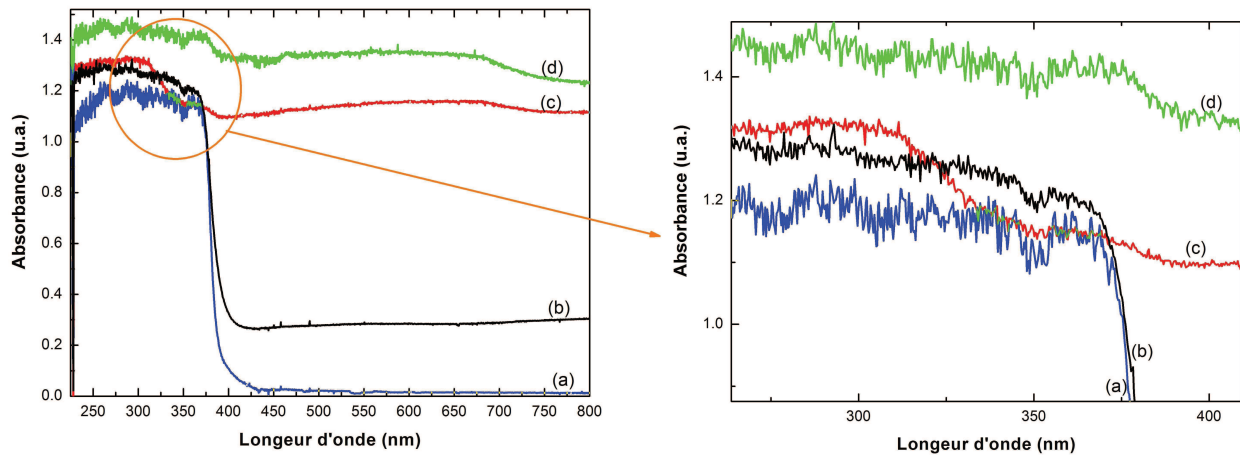 1.4
1.2
1.0
0.8
0.6
0.4
0.2
0.0
Absorbance (u.a.)
250 300 350 400 450 500 550 600 650 700 750 800
Longeur d'onde (nm)
(d)
(c)
(b)
(a)
1.4
1.2
1.0
Absorbance (u.a.)
300 350 400
Longeur d'onde (nm)
(d)
(c)
(b)
(a)